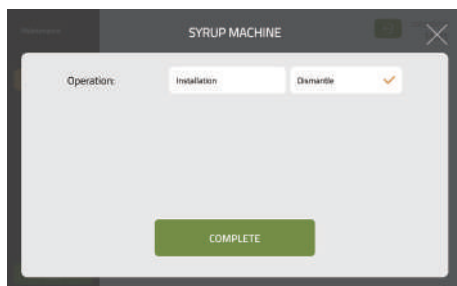 SYRUP MACHINE
Operation:
Installation
Dismantle
COMPLETE